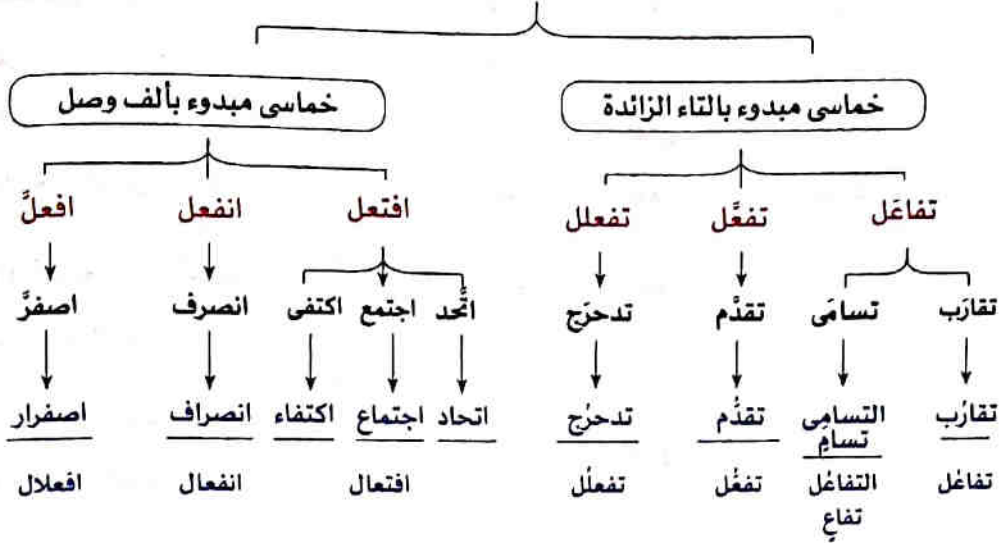 خماسى مبدوء بالتاء الزائدة
خماسى مبدوء بألف وصل
تفاعَل تفعَّل تفعلل افتعل انفعل افعلَّ
تقارَب تسامَى تقدَّم تدحرَج اتَّحد اجتمع اكتفى انصرف اصفرَّ
تقارُب التسامِى تقدُّم تدحرُج اتحاد اجتماع اكتفاء انصراف اصفرار
تسامٍ
تفاعُل التفاعُل تفعُّل تفعلُل افتعال انفعال افعلال
تفاعٍ